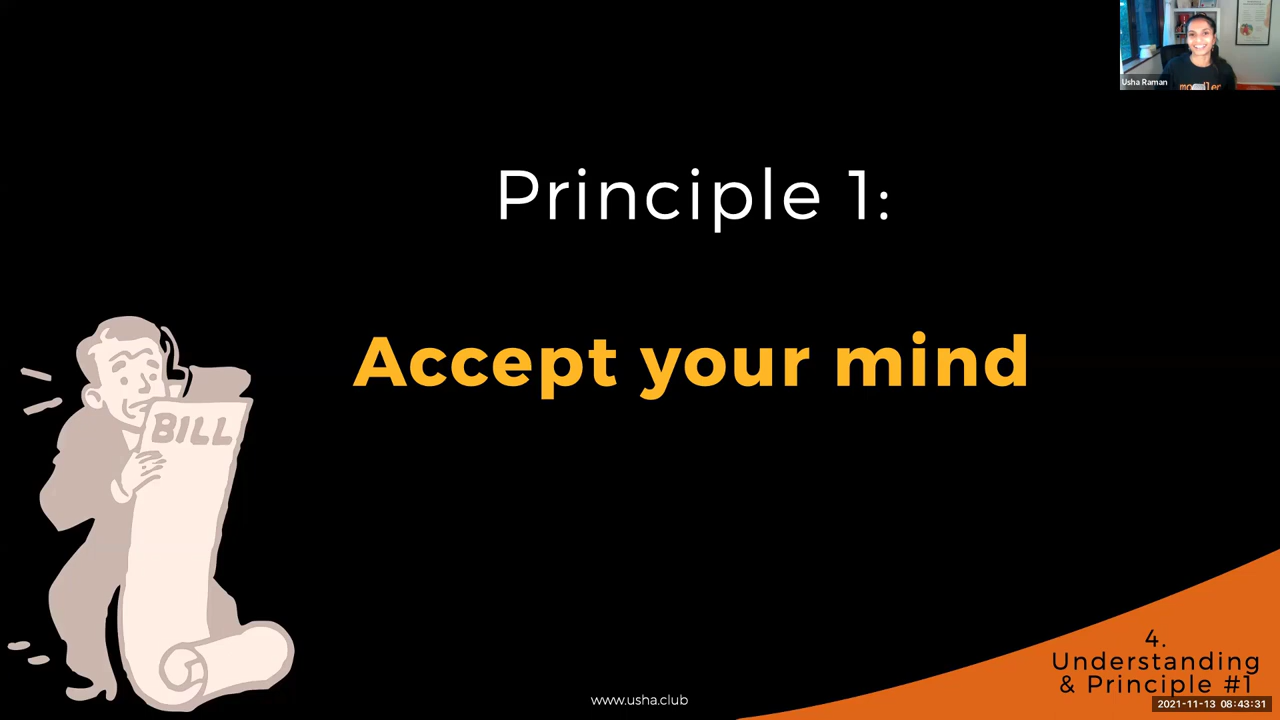 Usha Raman
Principle 1:
Accept your mind
BILL
4.
Understanding
& Principle #1
www.usha.club
2021-11-13 08:43:31